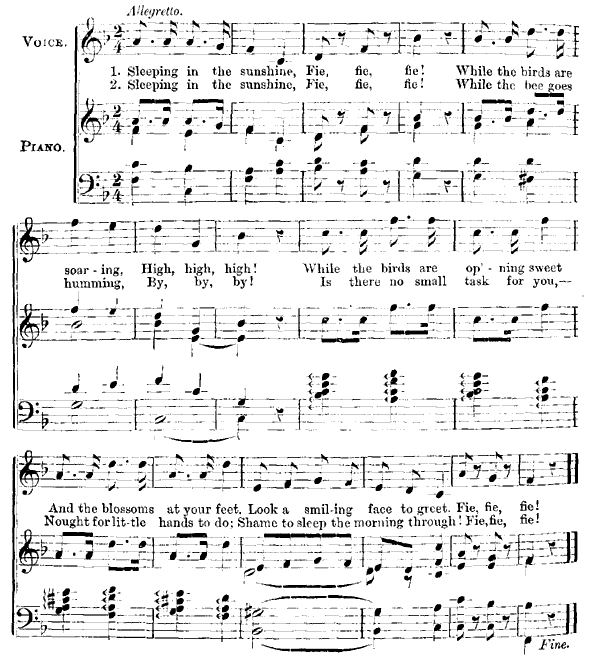 Allegretto.
VOICE.
1. Sleeping in the sunshine, Fie, fie, fie! While the birds are
2. Sleeping in the sunshine, Fie, fie, fie! While the bee goes
PIANO.
soar - ing, High, high, high! While the birds are op' - ning sweet
humming, By, by, by! Is there no small task for you,—
And the blossoms at your feet. Look a smil-ing face to greet. Fie, fie, fie!
Nought for lit-tle hands to do; Shame to sleep the morning through! Fie, fie, fie!
Fine.